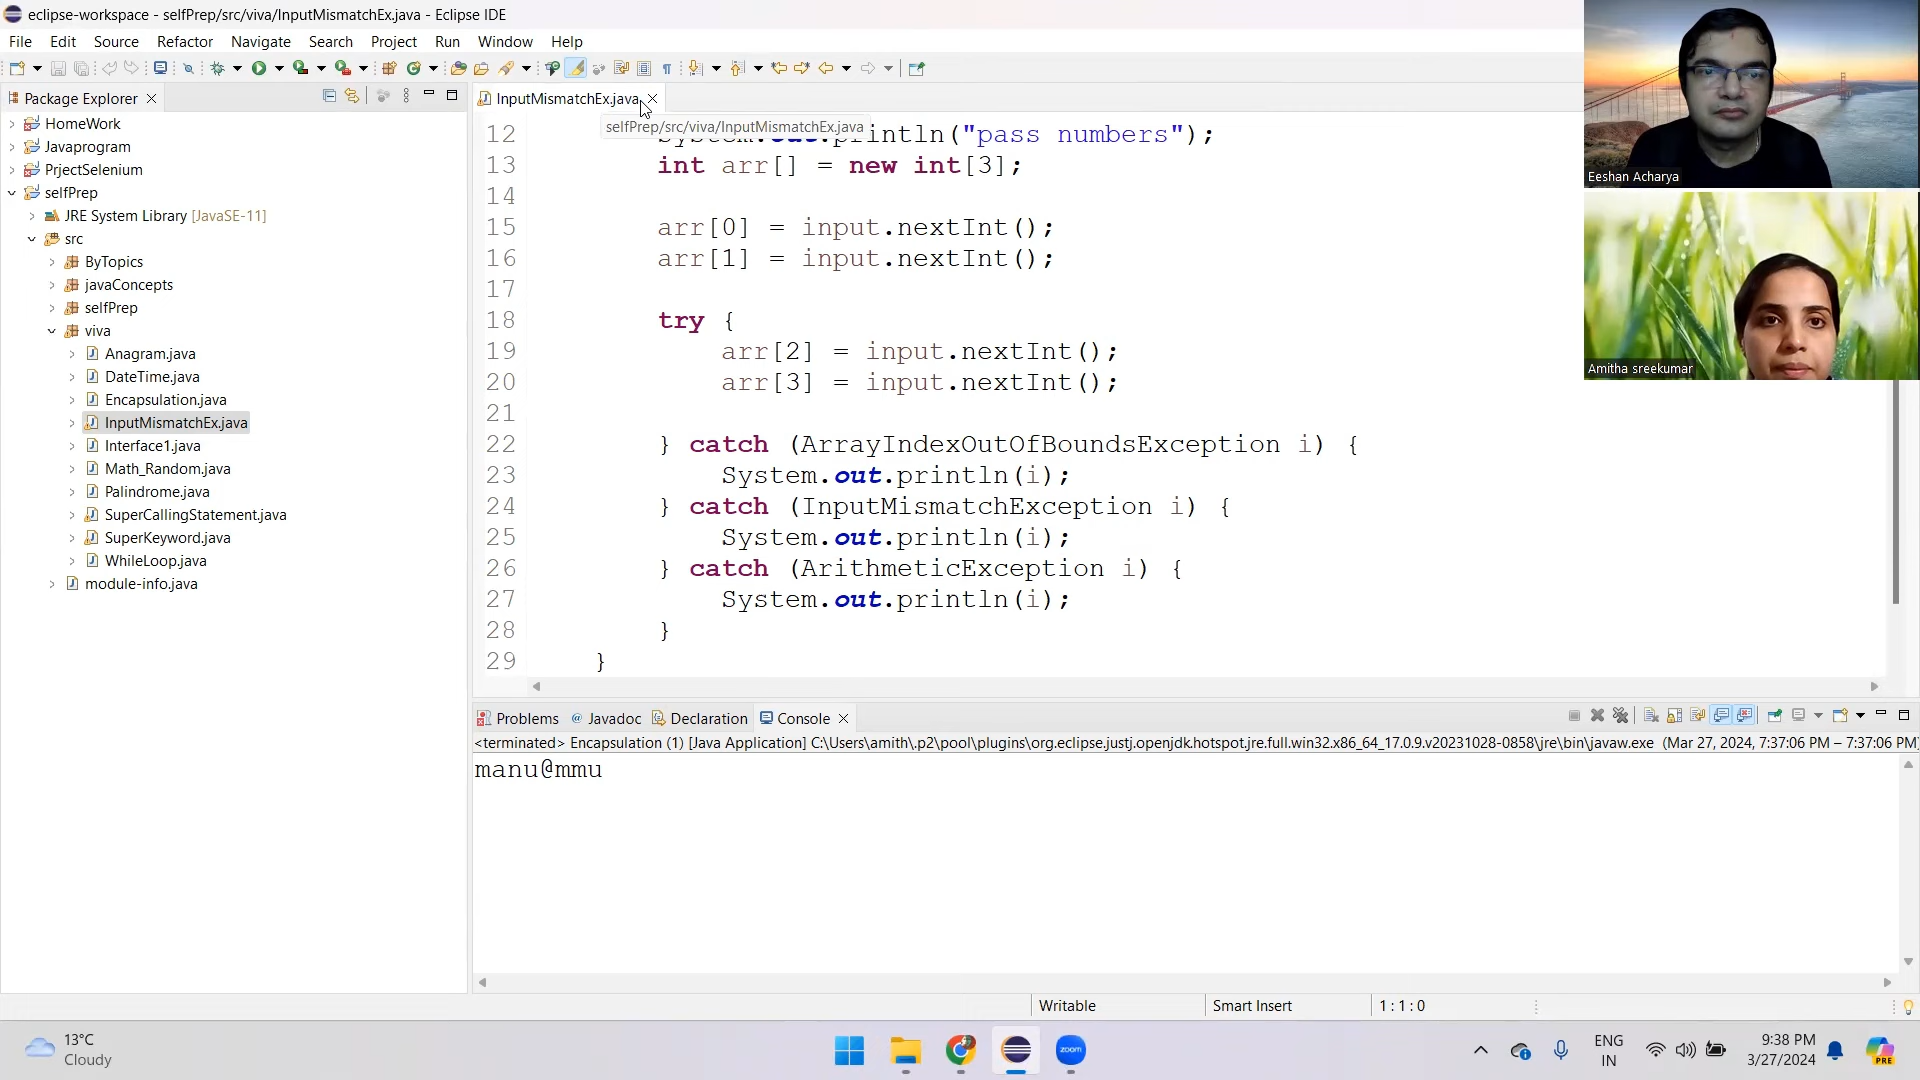 eclipse-workspace - selfPrep/src/viva/InputMismatchEx.java - Eclipse IDE
File Edit Source Refactor Navigate Search Project Run Window Help
Package Explorer
HomeWork
Javaprogram
PrjectSelenium
selfPrep
JRE System Library [JavaSE-11]
src
ByTopics
javaConcepts
selfPrep
viva
Anagram.java
DateTime.java
Encapsulation.java
InputMismatchEx.java
Interface1.java
Math_Random.java
Palindrome.java
SuperCallingStatement.java
SuperKeyword.java
WhileLoop.java
module-info.java
InputMismatchEx.java
selfPrep/src/viva/InputMismatchEx.java
12 System.out.println("pass numbers");
13 int arr[] = new int[3];
14
15 arr[0] = input.nextInt();
16 arr[1] = input.nextInt();
17
18 try {
19 arr[2] = input.nextInt();
20 arr[3] = input.nextInt();
21
22 } catch (ArrayIndexOutOfBoundsException i) {
23 System.out.println(i);
24 } catch (InputMismatchException i) {
25 System.out.println(i);
26 } catch (ArithmeticException i) {
27 System.out.println(i);
28 }
29 }
Problems @ Javadoc Declaration Console
<terminated> Encapsulation (1) [Java Application] C:\Users\amith\.p2\pool\plugins\org.eclipse.justj.openjdk.hotspot.jre.full.win32.x86_64_17.0.9.v20231028-0858\jre\bin\javaw.exe (Mar 27, 2024, 7:37:06 PM – 7:37:06 PM)
manu@mmu
Writable Smart Insert 1 : 1 : 0
Eeshan Acharya
Amitha sreekumar
13°C
Cloudy
zoom
ENG
IN
9:38 PM
3/27/2024
PRE